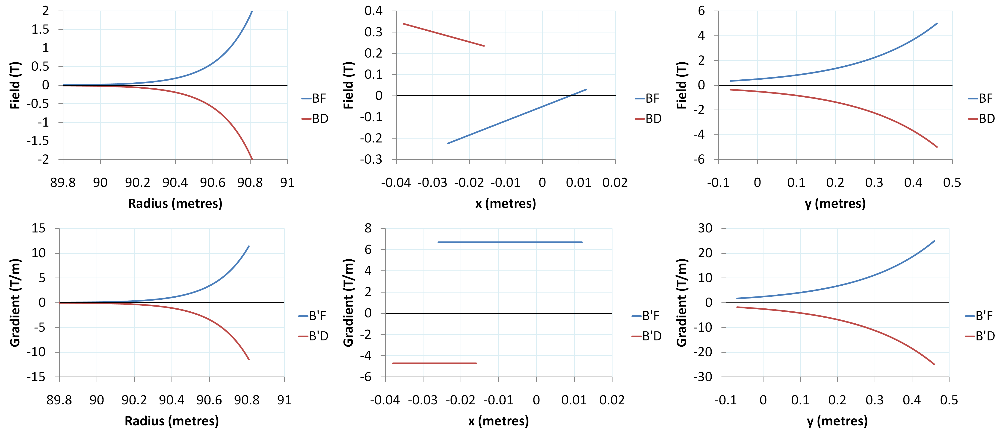 Field (T)
2
1.5
1
0.5
0
-0.5
-1
-1.5
-2
89.8 90 90.2 90.4 90.6 90.8 91
Radius (metres)
BF
BD
Field (T)
0.4
0.3
0.2
0.1
0
-0.1
-0.2
-0.3
-0.04 -0.03 -0.02 -0.01 0 0.01 0.02
x (metres)
BF
BD
Field (T)
6
4
2
0
-2
-4
-6
-0.1 0 0.1 0.2 0.3 0.4 0.5
y (metres)
BF
BD
Gradient (T/m)
15
10
5
0
-5
-10
-15
89.8 90 90.2 90.4 90.6 90.8 91
Radius (metres)
B'F
B'D
Gradient (T/m)
8
6
4
2
0
-2
-4
-6
-0.04 -0.03 -0.02 -0.01 0 0.01 0.02
x (metres)
B'F
B'D
Gradient (T/m)
30
20
10
0
-10
-20
-30
-0.1 0 0.1 0.2 0.3 0.4 0.5
y (metres)
B'F
B'D